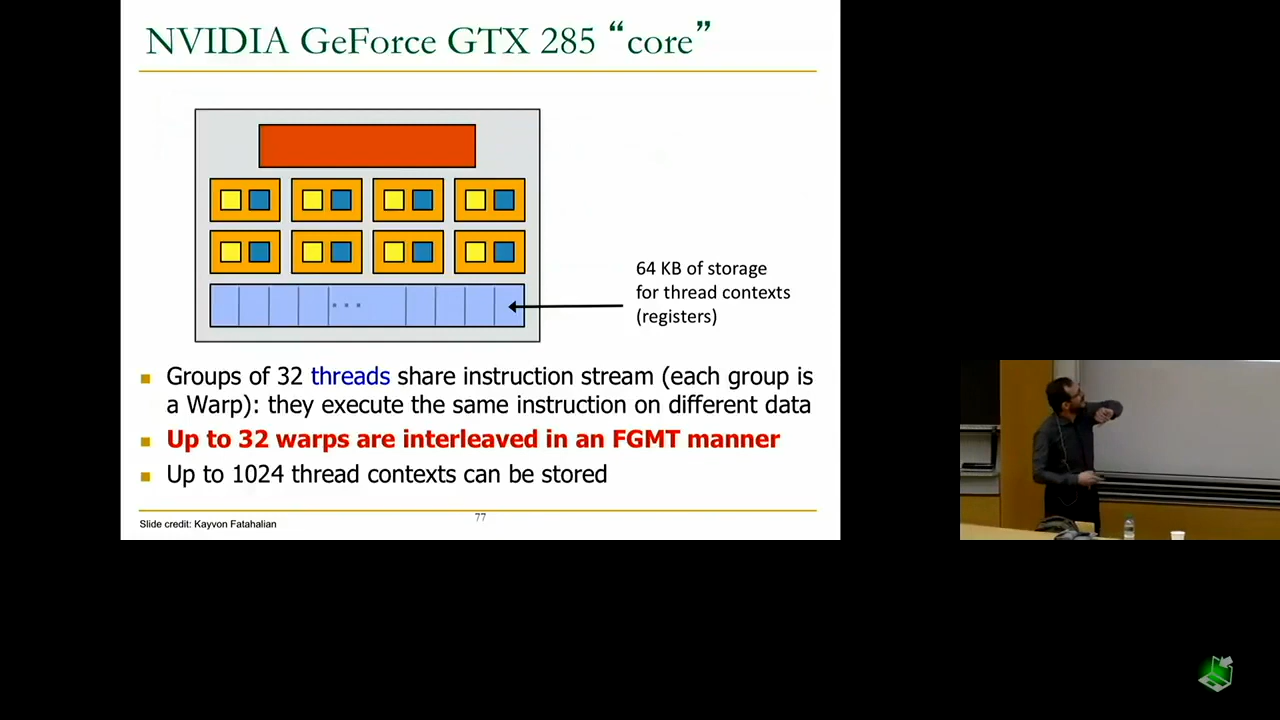 NVIDIA GeForce GTX 285 “core”
64 KB of storage
for thread contexts
(registers)
Groups of 32 threads share instruction stream (each group is
a Warp): they execute the same instruction on different data
Up to 32 warps are interleaved in an FGMT manner
Up to 1024 thread contexts can be stored
Slide credit: Kayvon Fatahalian
77